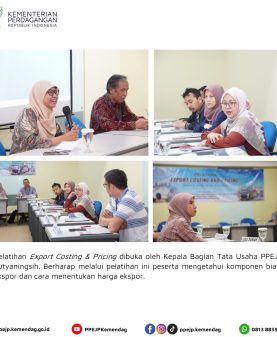 KEMENTERIAN
PERDAGANGAN
REPUBLIK INDONESIA
EXPORT COSTING AND PRICING
elatihan Export Costing & Pricing dibuka oleh Kepala Bagian Tata Usaha PPEJ
utyaningsih. Berharap melalui pelatihan ini peserta mengetahui komponen bia
kspor dan cara menentukan harga ekspor.
ppejp.kemendag.go.id
PPEJPKemendag
ppejp.kemendag
0813 8835